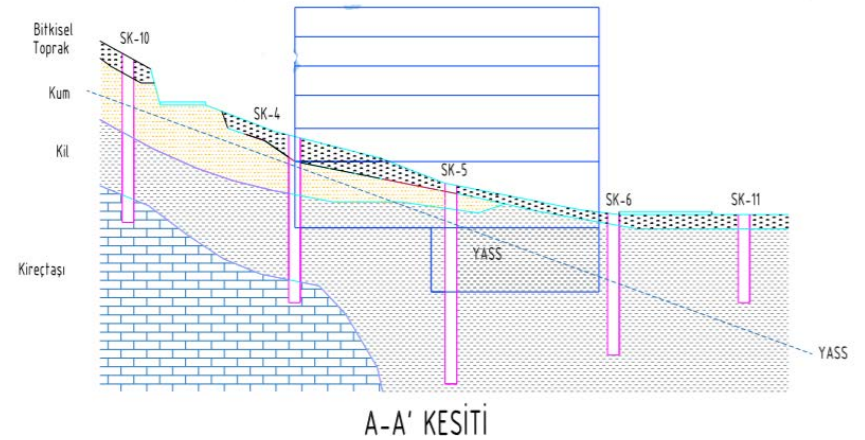 Bitkisel
Toprak
SK-10
Kum
SK-4
Kil
SK-5
SK-6
SK-11
YASS
Kireçtaşı
YASS
A-A' KESİTİ